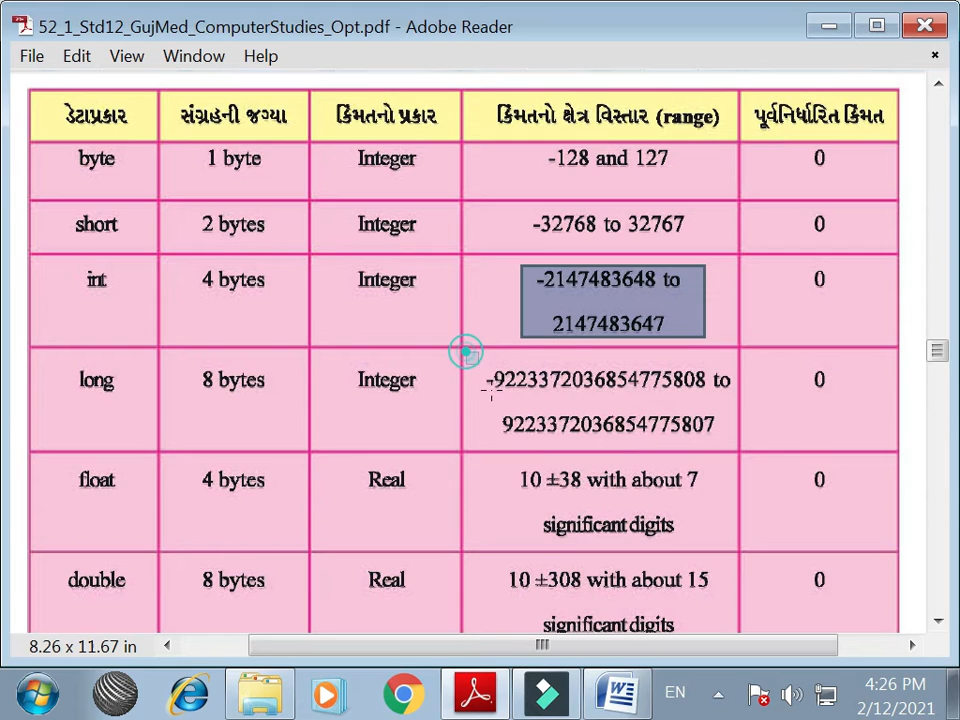 52_1_Std12_GujMed_ComputerStudies_Opt.pdf - Adobe Reader
File Edit View Window Help
ડેટાપ્રકાર સંગ્રહની જગ્યા કિંમતનો પ્રકાર કિંમતનો ક્ષેત્ર વિસ્તાર (range) પૂર્વનિર્ધારિત કિંમત
byte 1 byte Integer -128 and 127 0
short 2 bytes Integer -32768 to 32767 0
int 4 bytes Integer -2147483648 to 0
2147483647
long 8 bytes Integer -9223372036854775808 to 0
9223372036854775807
float 4 bytes Real 10 ±38 with about 7 0
significant digits
double 8 bytes Real 10 ±308 with about 15 0
significant digits
8.26 x 11.67 in
EN 4:26 PM
2/12/2021